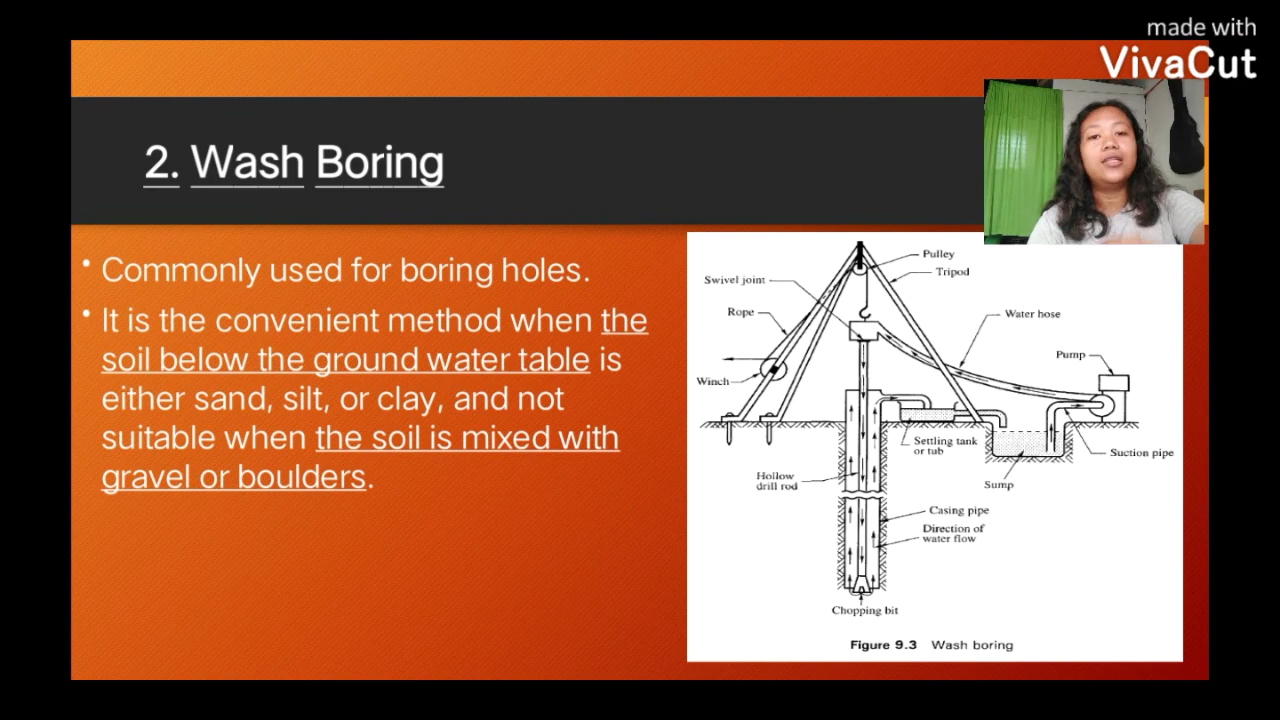 made with
VivaCut
2. Wash Boring
• Commonly used for boring holes.
• It is the convenient method when the
soil below the ground water table is
either sand, silt, or clay, and not
suitable when the soil is mixed with
gravel or boulders.
Pulley
Swivel joint
Tripod
Rope
Water hose
Pump
Winch
Settling tank
or tub
Suction pipe
Hollow
drill rod
Sump
Casing pipe
Direction of
water flow
Chopping bit
Figure 9.3 Wash boring